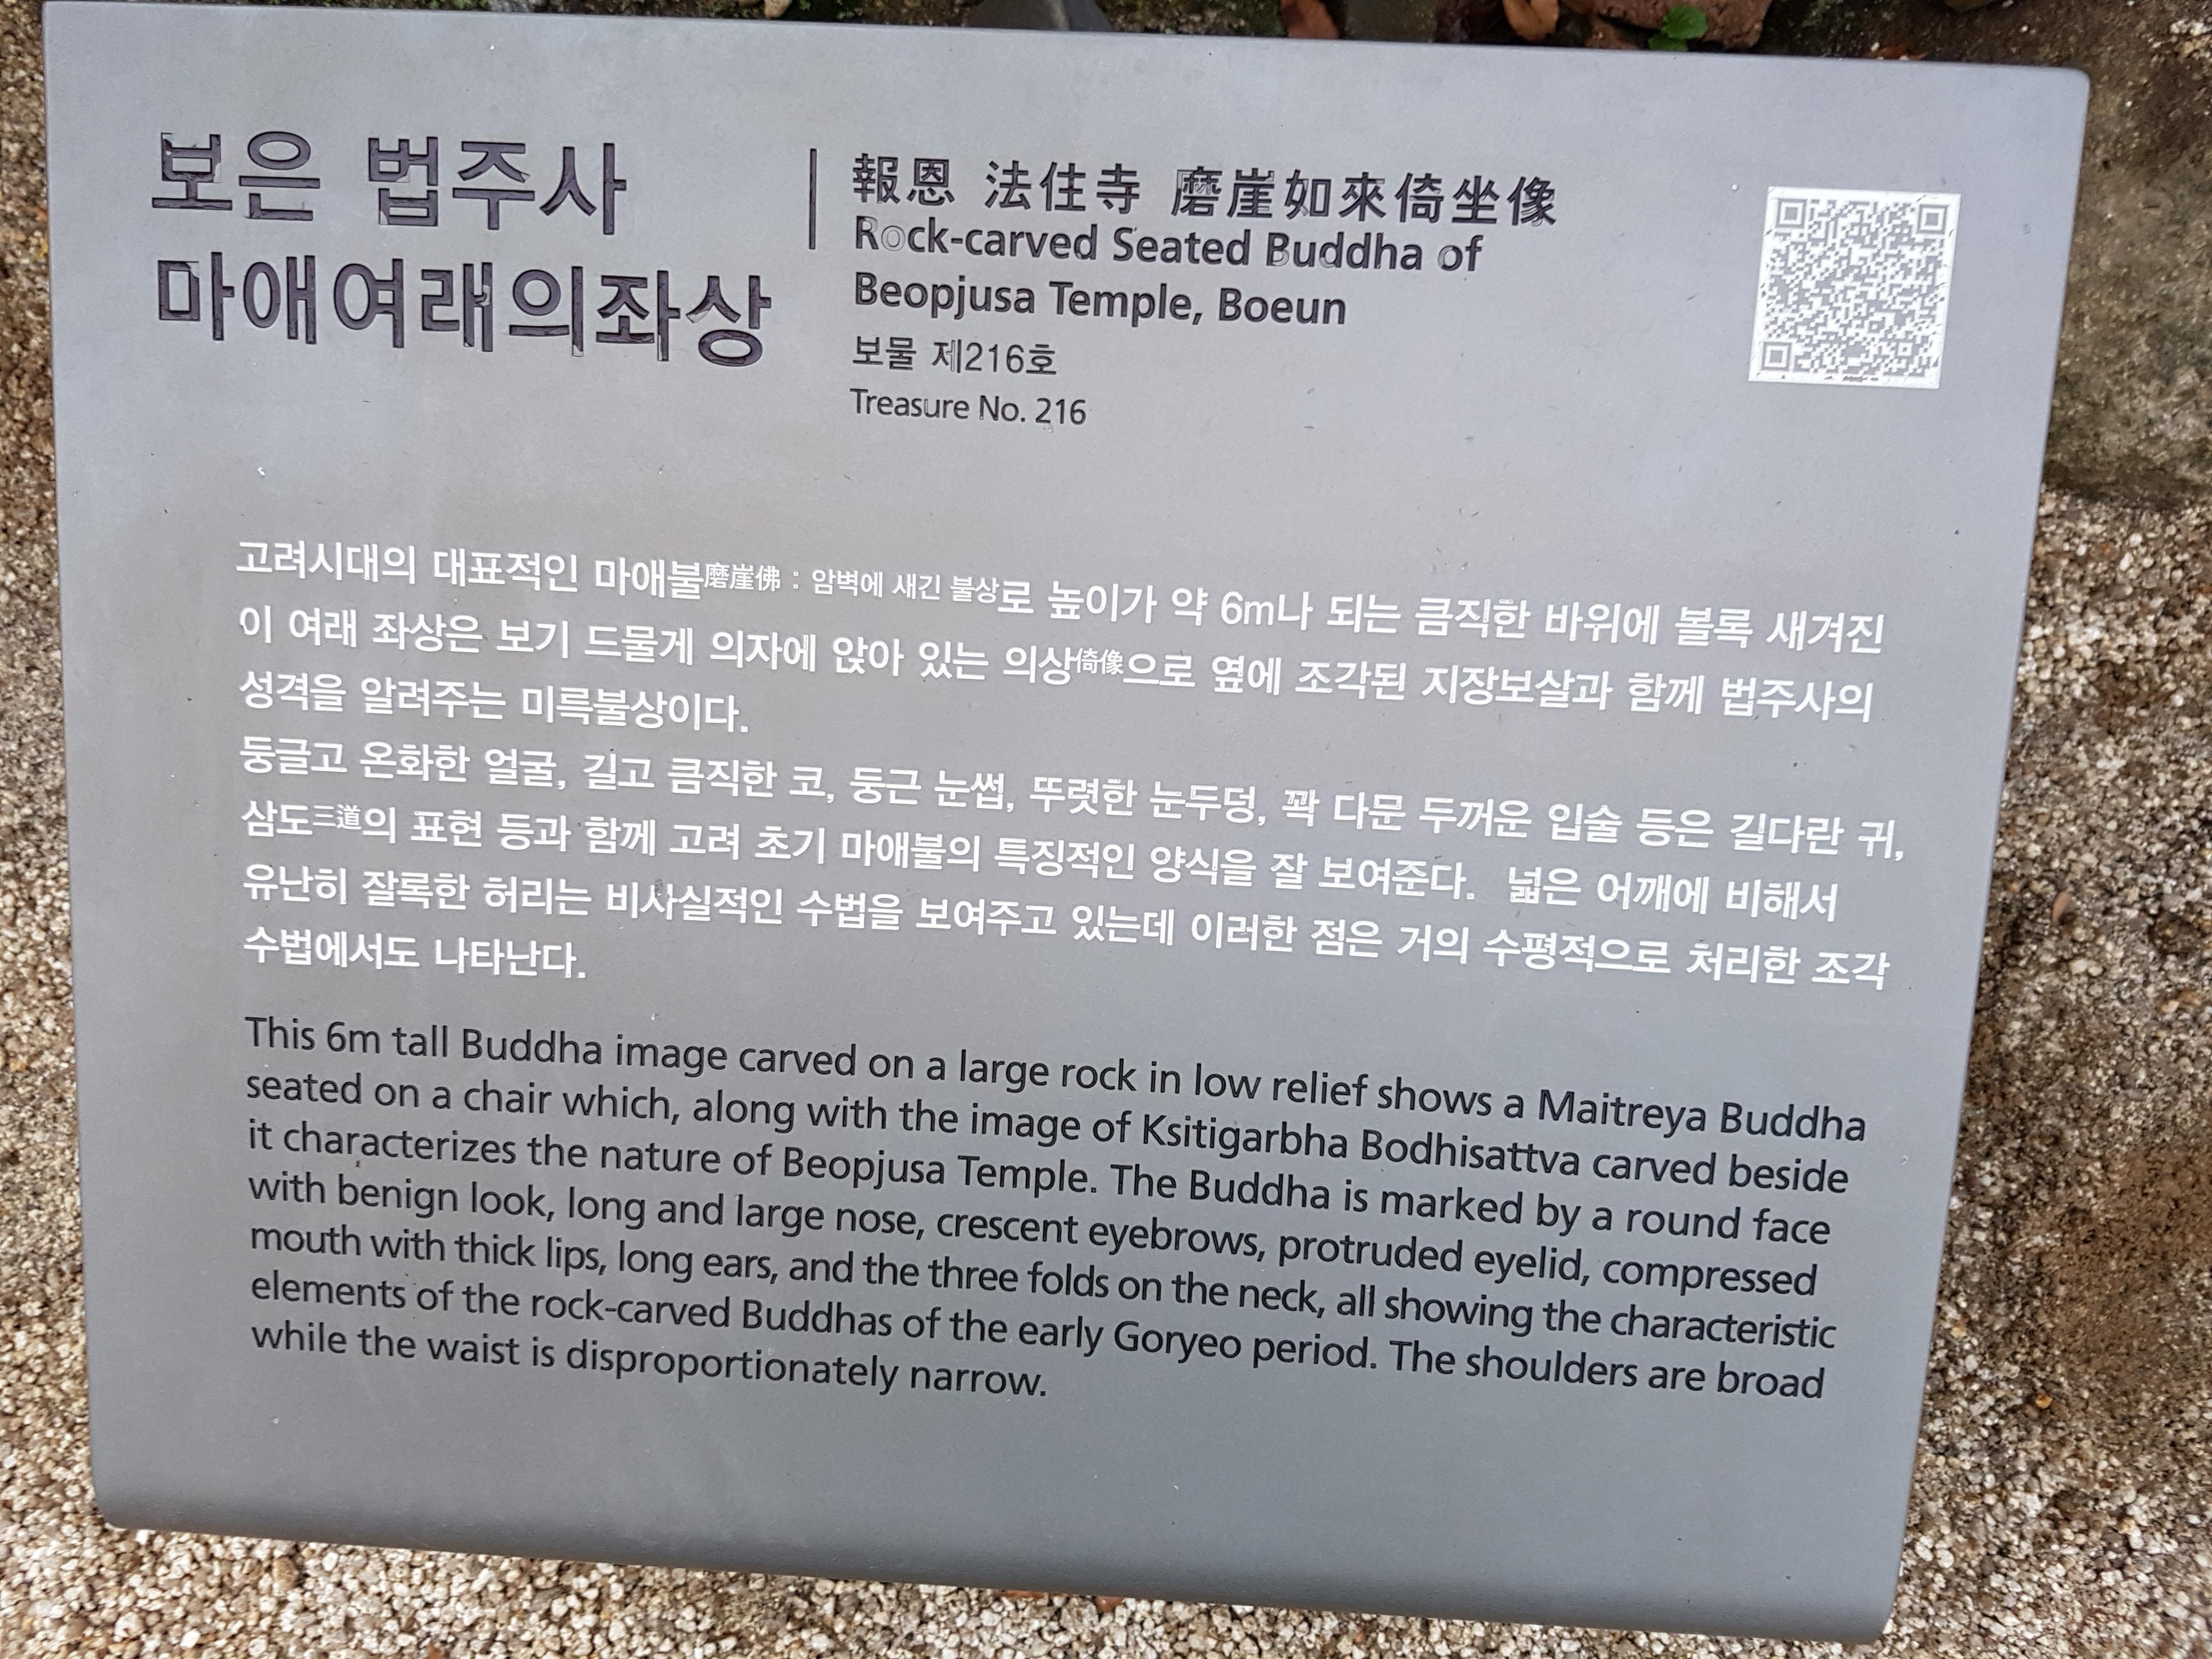 보은 법주사
마애여래의좌상
報恩 法住寺 磨崖如來倚坐像
Rock-carved Seated Buddha of
Beopjusa Temple, Boeun
보물 제216호
Treasure No. 216
고려시대의 대표적인 마애불磨崖佛 : 암벽에 새긴 불상로 높이가 약 6m나 되는 큼직한 바위에 볼록 새겨진
이 여래 좌상은 보기 드물게 의자에 앉아 있는 의상倚像으로 옆에 조각된 지장보살과 함께 법주사의
성격을 알려주는 미륵불상이다.
둥글고 온화한 얼굴, 길고 큼직한 코, 둥근 눈썹, 뚜렷한 눈두덩, 꽉 다문 두꺼운 입술 등은 길다란 귀,
삼도三道의 표현 등과 함께 고려 초기 마애불의 특징적인 양식을 잘 보여준다. 넓은 어깨에 비해서
유난히 잘록한 허리는 비사실적인 수법을 보여주고 있는데 이러한 점은 거의 수평적으로 처리한 조각
수법에서도 나타난다.
This 6m tall Buddha image carved on a large rock in low relief shows a Maitreya Buddha
seated on a chair which, along with the image of Ksitigarbha Bodhisattva carved beside
it characterizes the nature of Beopjusa Temple. The Buddha is marked by a round face
with benign look, long and large nose, crescent eyebrows, protruded eyelid, compressed
mouth with thick lips, long ears, and the three folds on the neck, all showing the characteristic
elements of the rock-carved Buddhas of the early Goryeo period. The shoulders are broad
while the waist is disproportionately narrow.